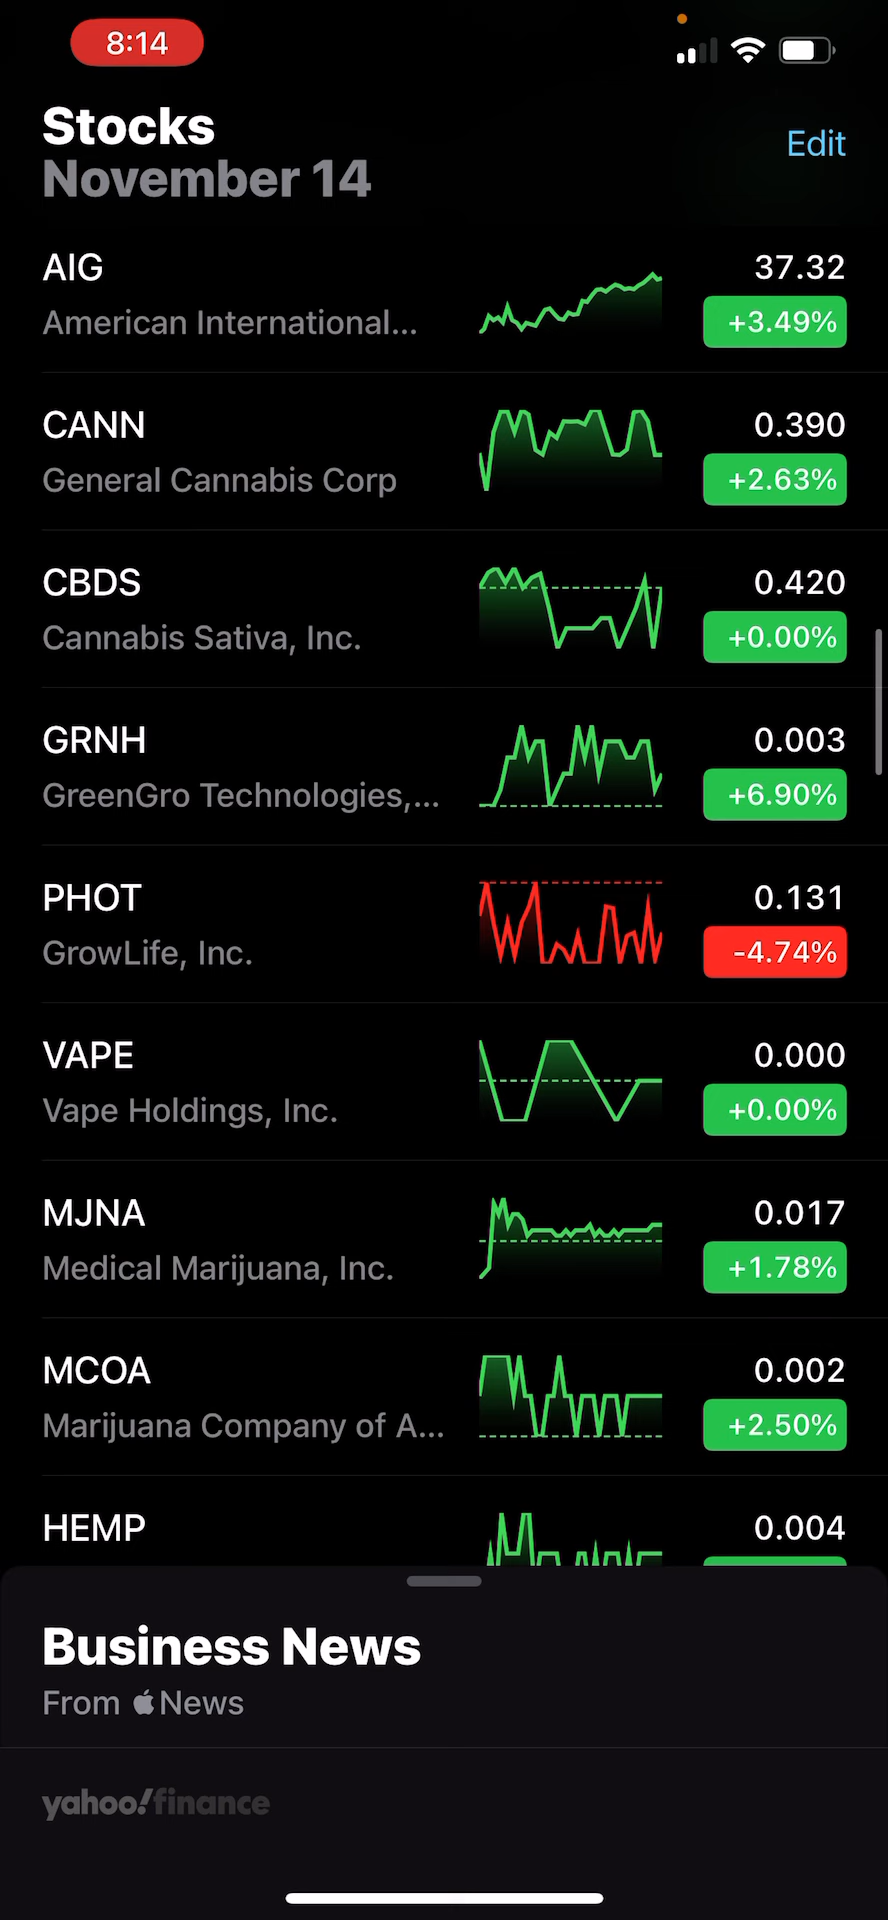 8:14
Stocks
Edit
November 14
AIG
37.32
American International...
+3.49%
CANN
0.390
General Cannabis Corp
+2.63%
CBDS
0.420
Cannabis Sativa, Inc.
+0.00%
GRNH
0.003
GreenGro Technologies,...
+6.90%
PHOT
0.131
GrowLife, Inc.
-4.74%
VAPE
0.000
Vape Holdings, Inc.
+0.00%
MJNA
0.017
Medical Marijuana, Inc.
+1.78%
MCOA
0.002
Marijuana Company of A...
+2.50%
HEMP
0.004
Business News
From News
yahoo!finance